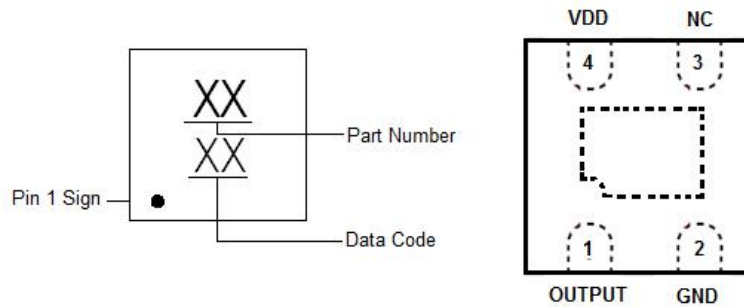 XX
Part Number
XX
Pin 1 Sign
Data Code
VDD NC
4 3
1 2
OUTPUT GND